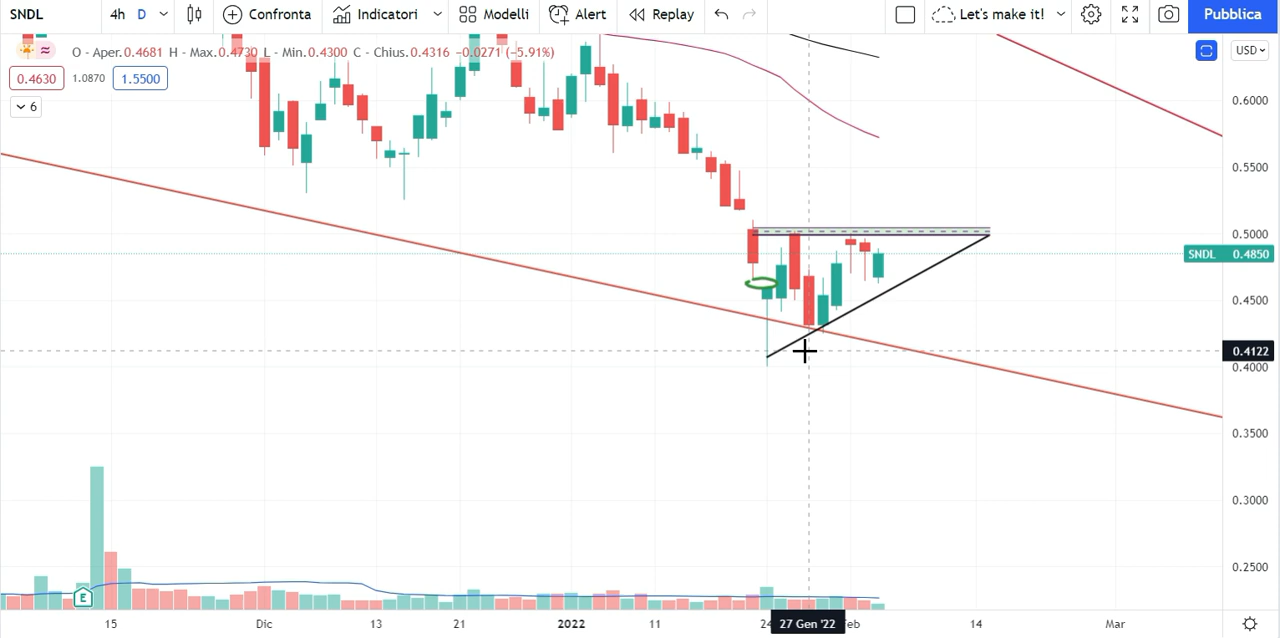 SNDL 4h D Confronta Indicatori Modelli Alert Replay Let's make it! Pubblica
O - Aper.0.4681 H - Max.0.4730 L - Min.0.4300 C - Chius.0.4316 −0.0271 (−5.91%) USD
0.4630 1.0870 1.5500
6
0.6000
0.5500
0.5000
SNDL 0.4850
0.4500
0.4122
0.4000
0.3500
0.3000
0.2500
E
15 Dic 13 21 2022 11 24 27 Gen '22 eb 14 Mar